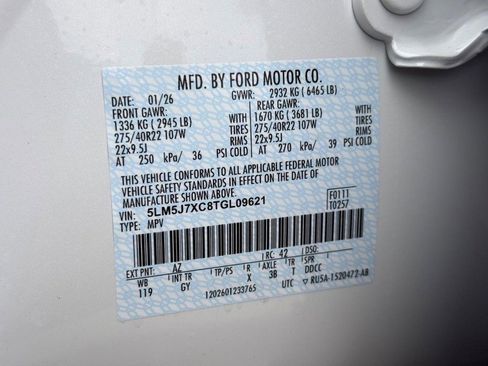 MFD. BY FORD MOTOR CO.
DATE: 01/26 GVWR: 2932 KG ( 6465 LB)
FRONT GAWR: REAR GAWR:
1336 KG ( 2945 LB) 1670 KG ( 3681 LB)
275/40R22 107W TIRES 275/40R22 107W TIRES
22x9.5J RIMS 22x9.5J RIMS
AT 250 kPa/ 36 PSI COLD AT 270 kPa/ 39 PSI COLD
THIS VEHICLE CONFORMS TO ALL APPLICABLE FEDERAL MOTOR
VEHICLE SAFETY STANDARDS IN EFFECT ON THE DATE OF
MANUFACTURE SHOWN ABOVE.
VIN: 5LM5J7XC8TGL09621 F0111
TYPE: MPV T0257
EXT PNT: AZ RC: 42 DSO:
WB INT TR TP/PS R AXLE TR SPR
119 GY X 3B T DDCC
1202601233765 UTC ▽ RU5A-1520472-AB